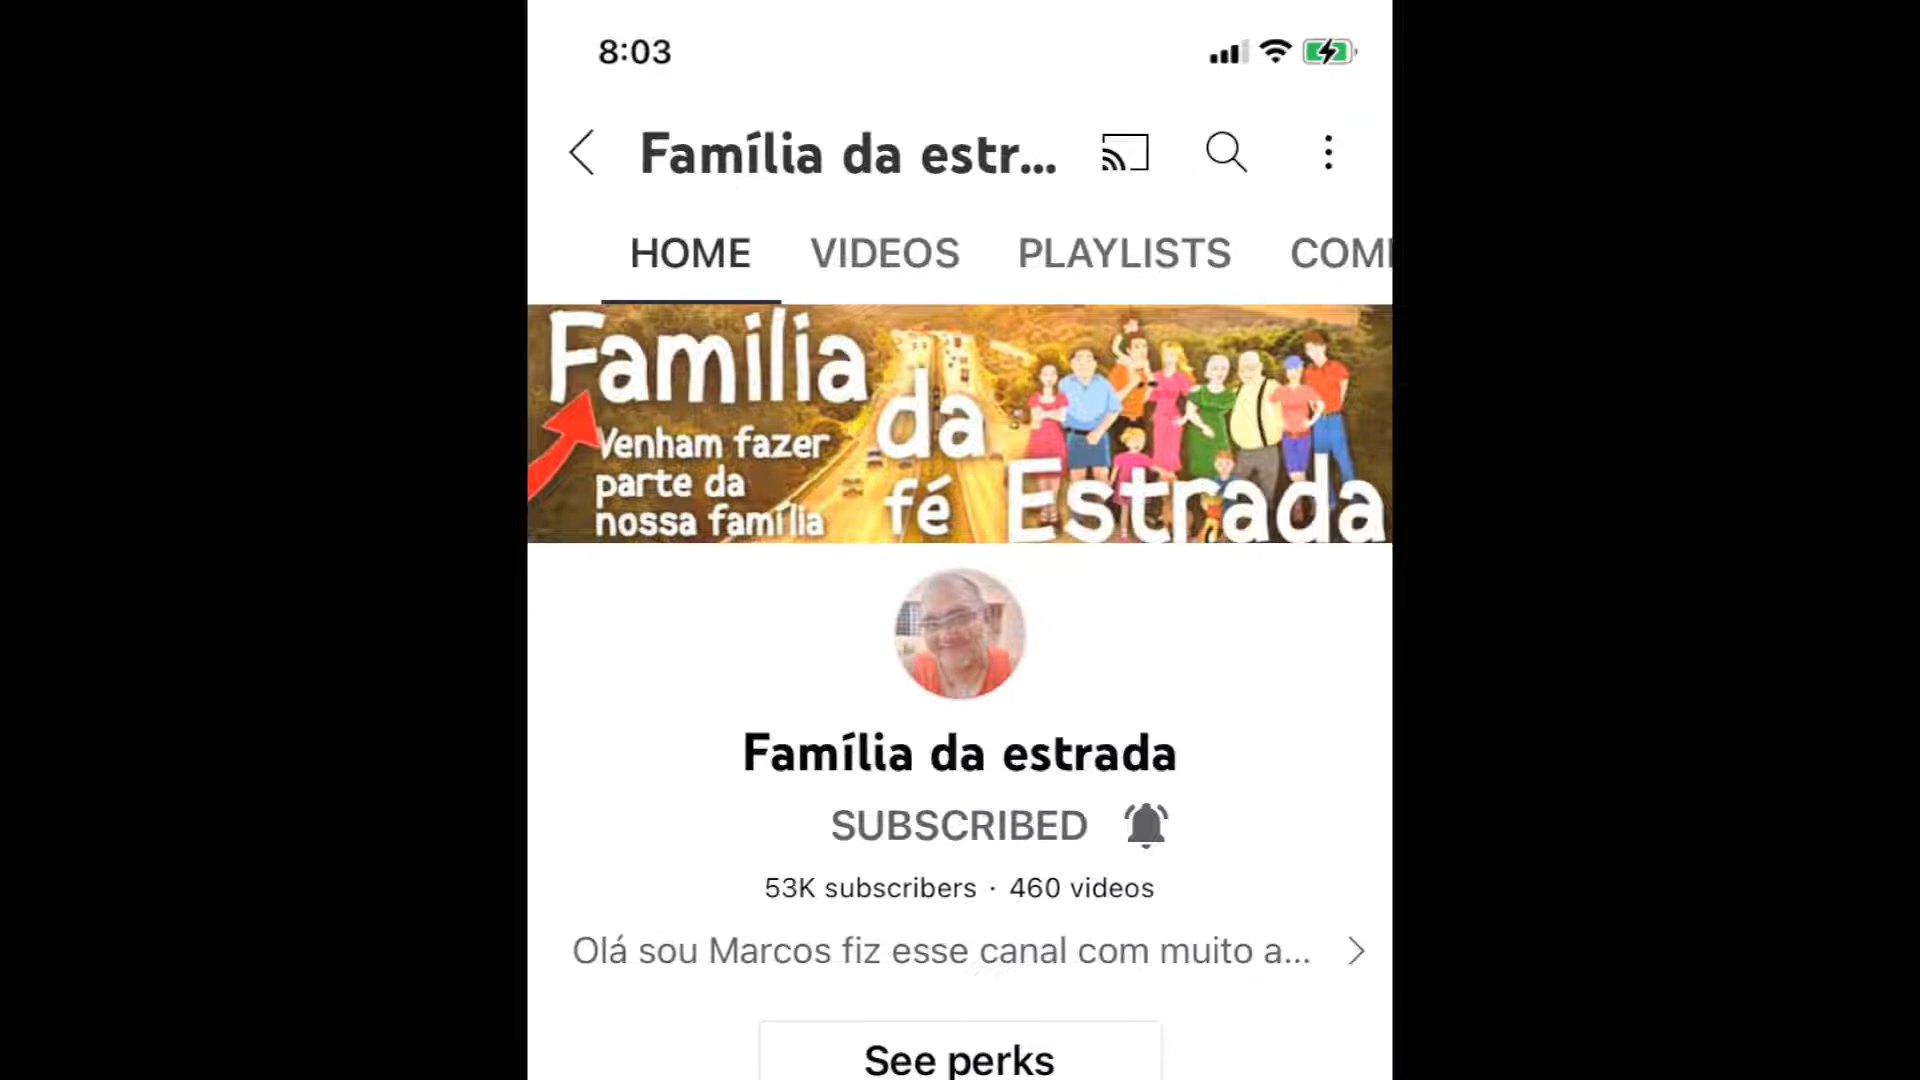 8:03
Família da estr...
HOME VIDEOS PLAYLISTS COM
Familia
da
Venham fazer
parte da
nossa família
fé
Estrada
Família da estrada
SUBSCRIBED
53K subscribers · 460 videos
Olá sou Marcos fiz esse canal com muito a...
See perks